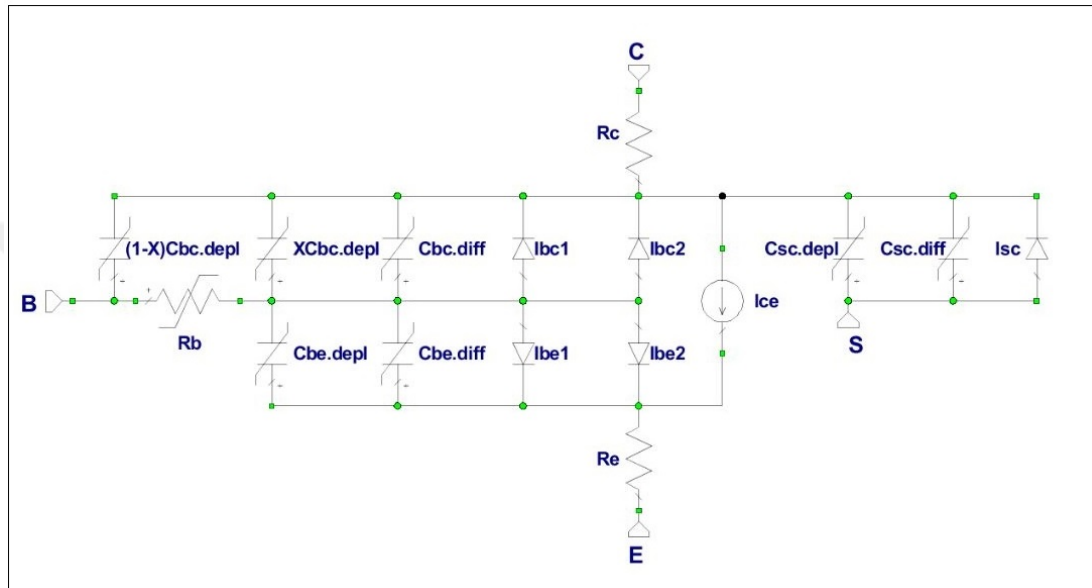 C
Rc
(1-X)Cbc.depl XCbc.depl Cbc.diff Ibc1 Ibc2 Csc.depl Csc.diff Isc
B
Rb
Ice
S
Cbe.depl Cbe.diff Ibe1 Ibe2
Re
E